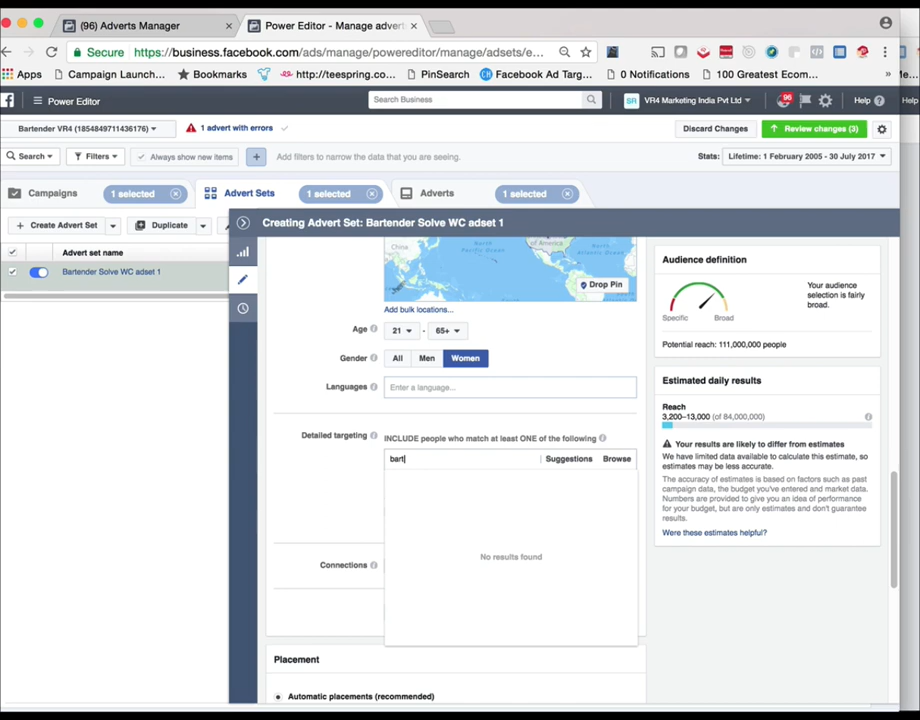 (96) Adverts Manager ×
Power Editor - Manage advert: ×
Secure https://business.facebook.com/ads/manage/powereditor/manage/adsets/e...
Apps Campaign Launch... Bookmarks http://teespring.co... PinSearch Facebook Ad Targ... 0 Notifications 100 Greatest Ecom... »
Power Editor Search Business VR4 Marketing India Pvt Ltd 96 Help Help
Bartender VR4 (1854849711436176) 1 advert with errors Discard Changes Review changes (3)
Search Filters Always show new items + Add filters to narrow the data that you are seeing. Stats: Lifetime: 1 February 2005 - 30 July 2017
Campaigns 1 selected Advert Sets 1 selected Adverts 1 selected
+ Create Advert Set Duplicate Creating Advert Set: Bartender Solve WC adset 1
Advert set name
Bartender Solve WC adset 1
China
North Pacific Ocean
of America
North Atlantic Ocean
Drop Pin
Add bulk locations...
Age 21 - 65+
Gender All Men Women
Languages Enter a language...
Detailed targeting INCLUDE people who match at least ONE of the following
bart Suggestions Browse
No results found
Connections
Placement
Automatic placements (recommended)
Audience definition
Your audience selection is fairly broad.
Specific Broad
Potential reach: 111,000,000 people
Estimated daily results
Reach
3,200–13,000 (of 84,000,000)
Your results are likely to differ from estimates
We have limited data available to calculate this estimate, so
estimates may be less accurate.
The accuracy of estimates is based on factors such as past
campaign data, the budget you've entered and market data.
Numbers are provided to give you an idea of performance
for your budget, but are only estimates and don't guarantee
results.
Were these estimates helpful?